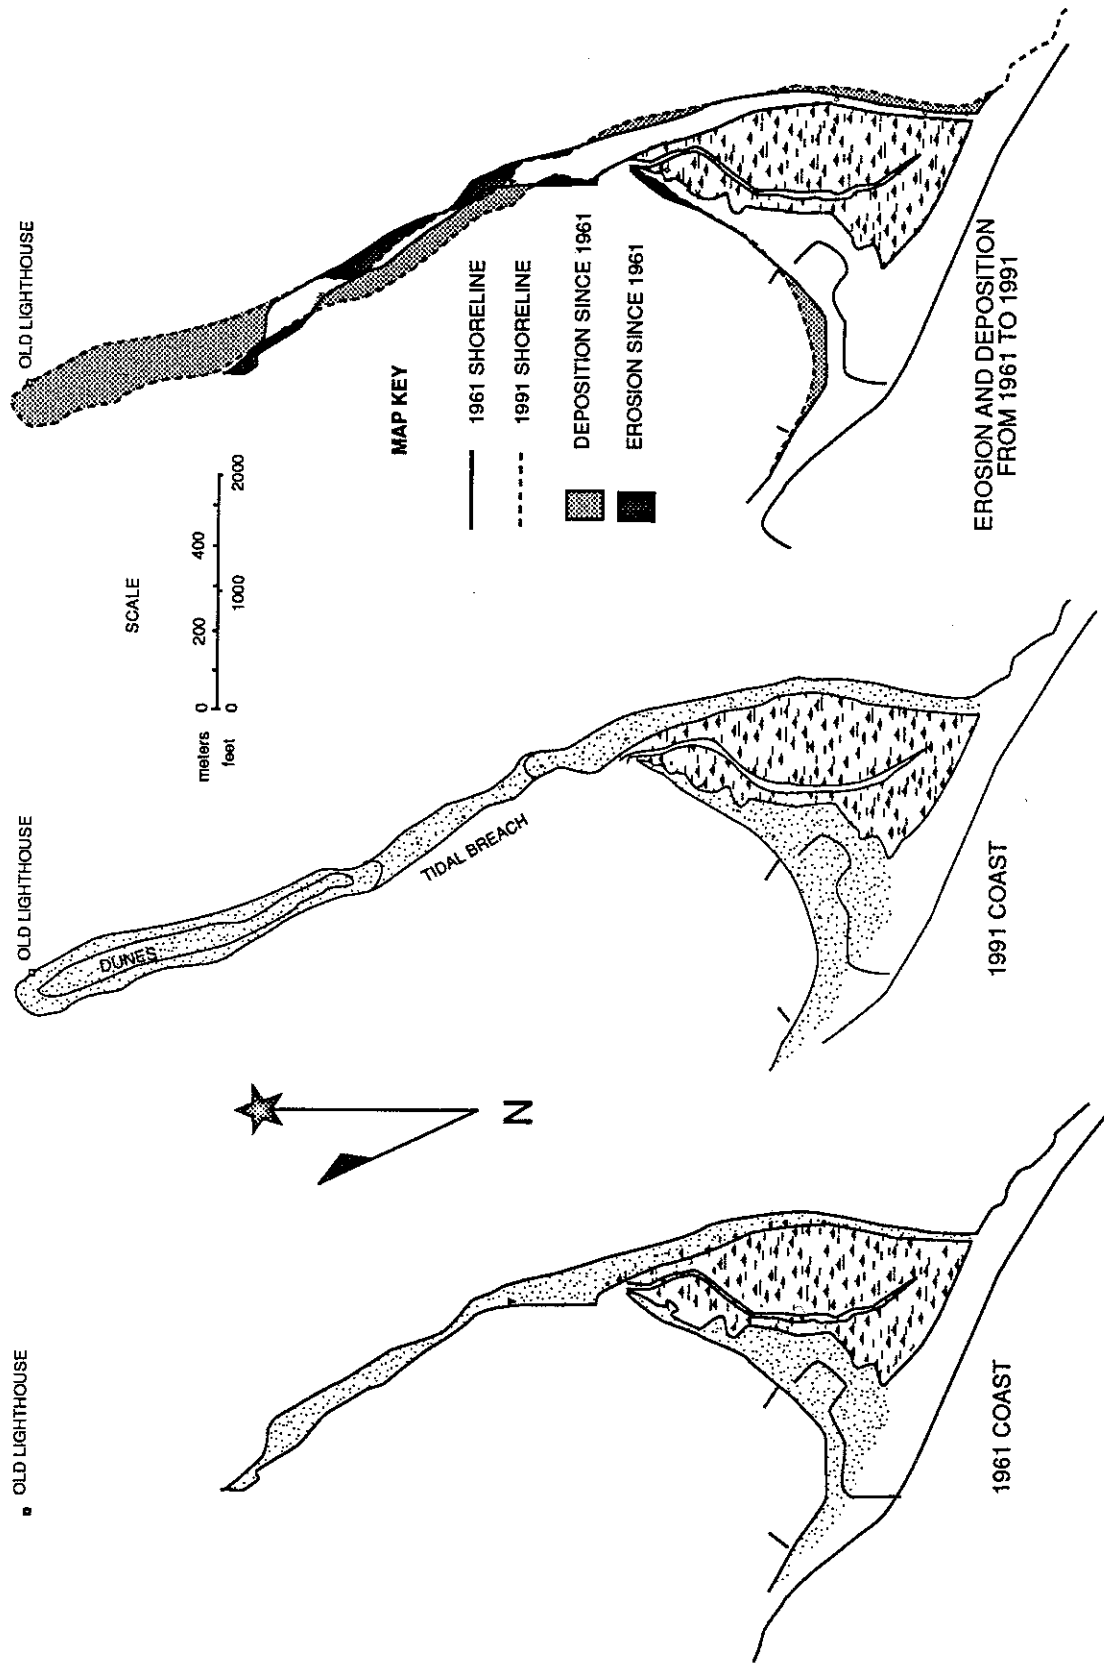 OLD LIGHTHOUSE
1961 COAST
N
OLD LIGHTHOUSE
DUNES
TIDAL BREACH
1991 COAST
SCALE
meters 0 200 400
feet 0 1000 2000
OLD LIGHTHOUSE
MAP KEY
1961 SHORELINE
1991 SHORELINE
DEPOSITION SINCE 1961
EROSION SINCE 1961
EROSION AND DEPOSITION
FROM 1961 TO 1991